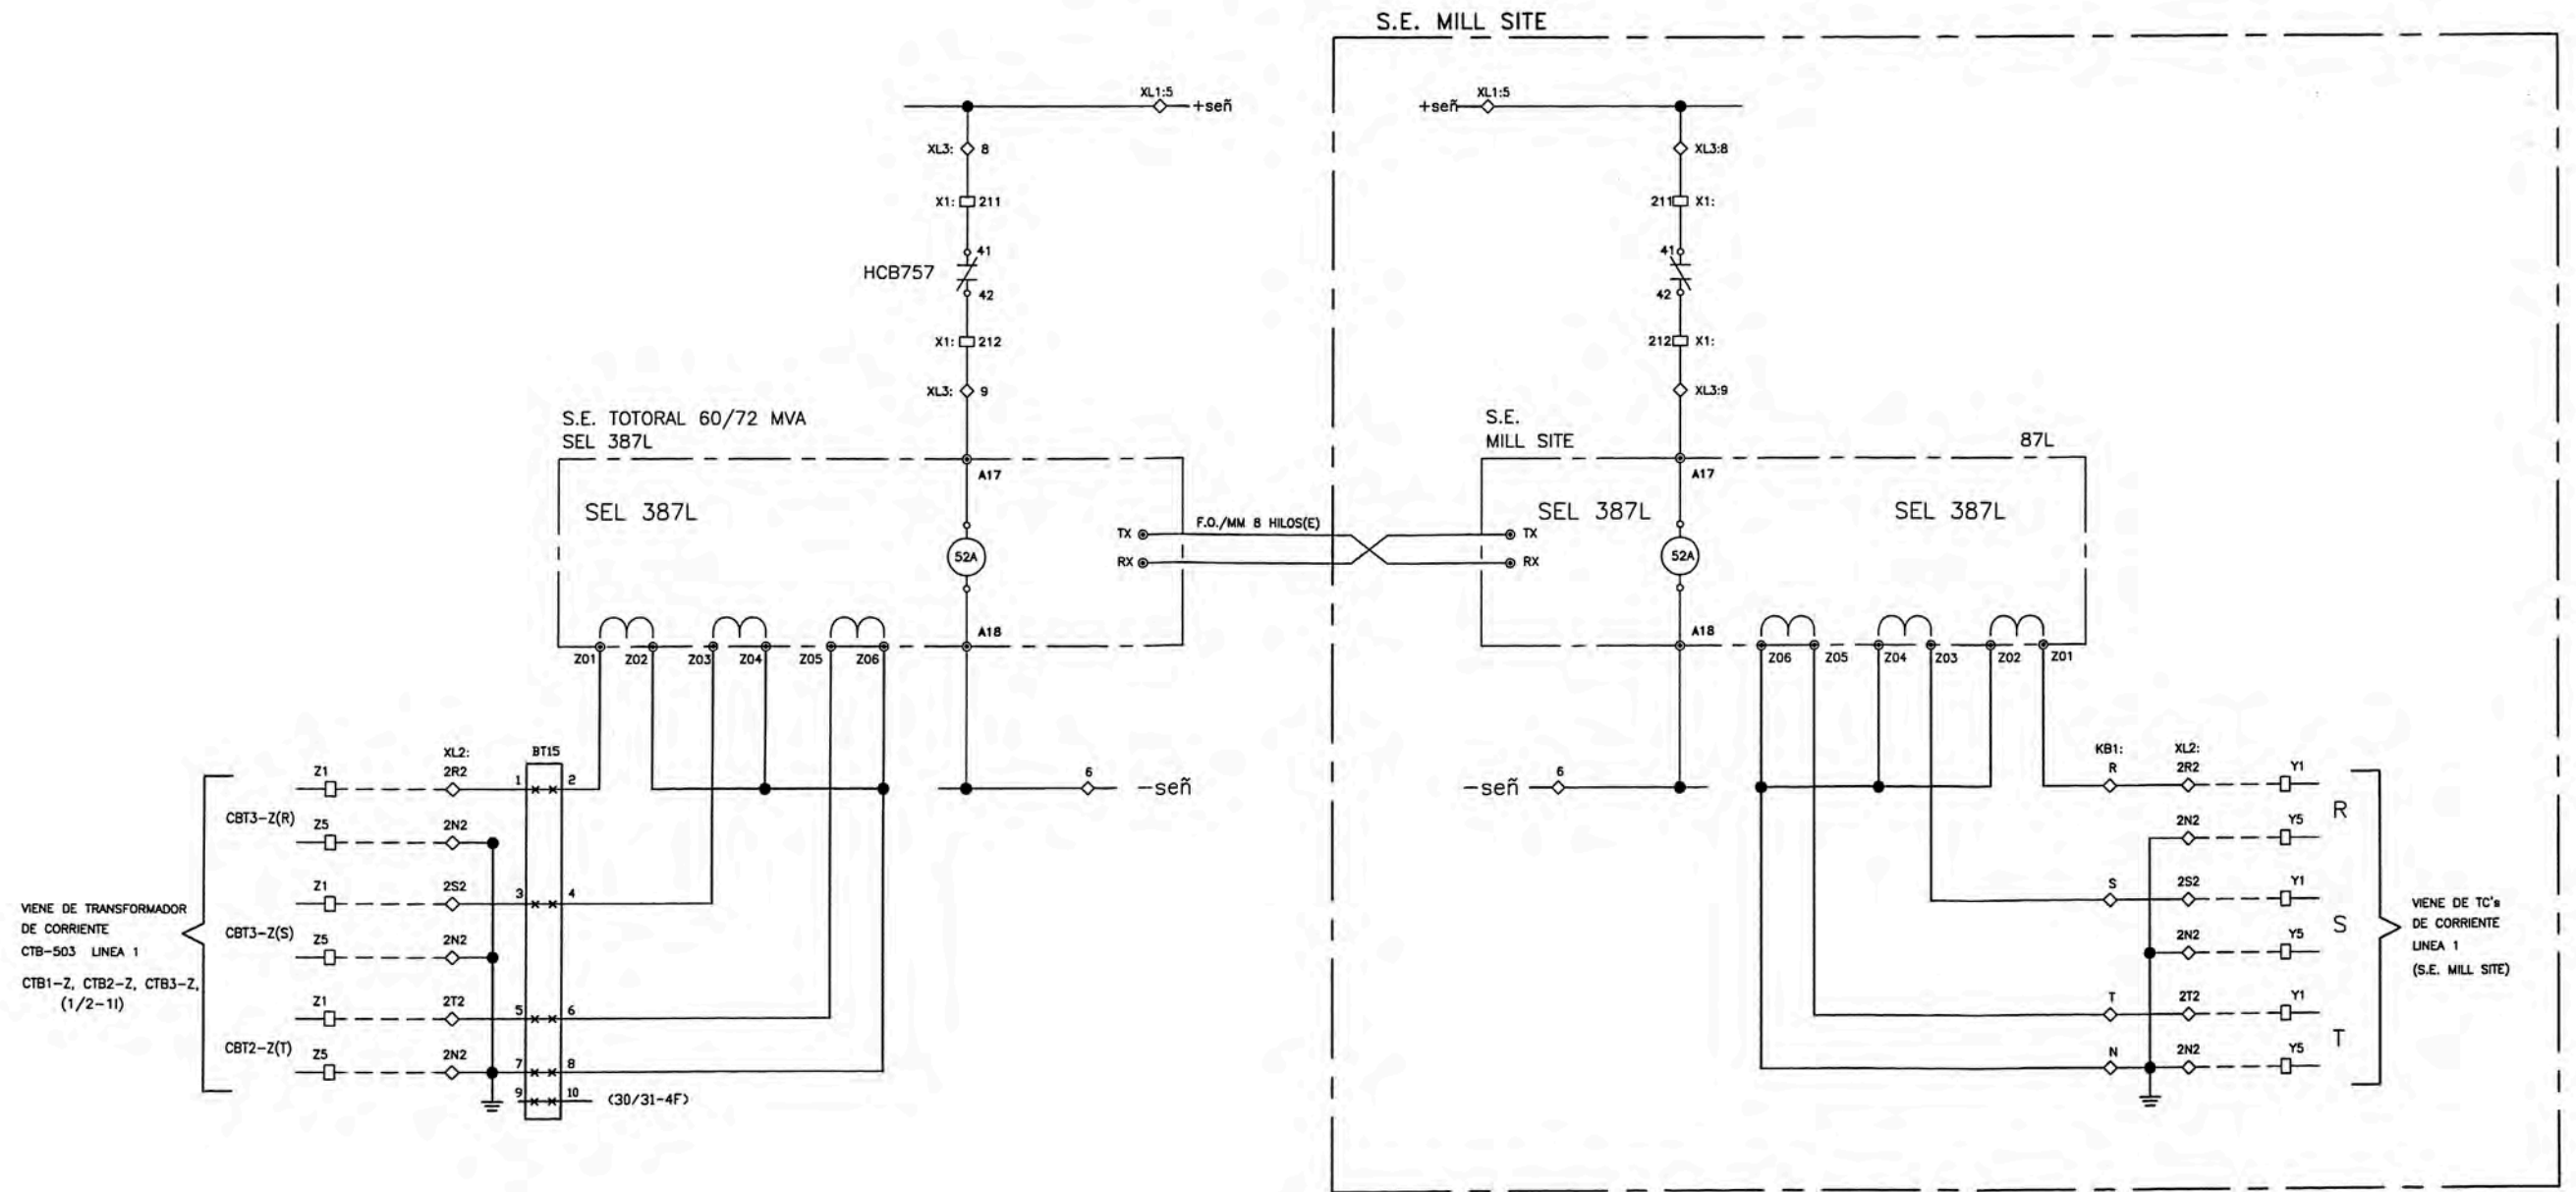 S.E. MILL SITE
XL1:5
+señ
XL3: 8
X1: 211
41
HCB757
42
X1: 212
XL3: 9
S.E. TOTORAL 60/72 MVA
SEL 387L
A17
SEL 387L
52A
TX
RX
F.O./MM 8 HILOS(E)
A18
Z01 Z02 Z03 Z04 Z05 Z06
6
-señ
XL2:
BT15
Z1 2R2 1 2
CBT3-Z(R)
Z5 2N2
Z1 2S2 3 4
CBT3-Z(S)
Z5 2N2
Z1 2T2 5 6
CBT2-Z(T)
Z5 2N2 7 8
9 10 (30/31-4F)
VIENE DE TRANSFORMADOR
DE CORRIENTE
CTB-503 LINEA 1
CTB1-Z, CTB2-Z, CTB3-Z,
(1/2-11)
+señ
XL1:5
XL3:8
211 X1:
41
42
212 X1:
XL3:9
S.E.
MILL SITE
87L
A17
SEL 387L
SEL 387L
TX
RX
52A
A18
Z06 Z05 Z04 Z03 Z02 Z01
-señ
6
KB1: XL2:
R 2R2 Y1
R
2N2 Y5
S 2S2 Y1
S
2N2 Y5
T 2T2 Y1
T
N 2N2 Y5
VIENE DE TC's
DE CORRIENTE
LINEA 1
(S.E. MILL SITE)